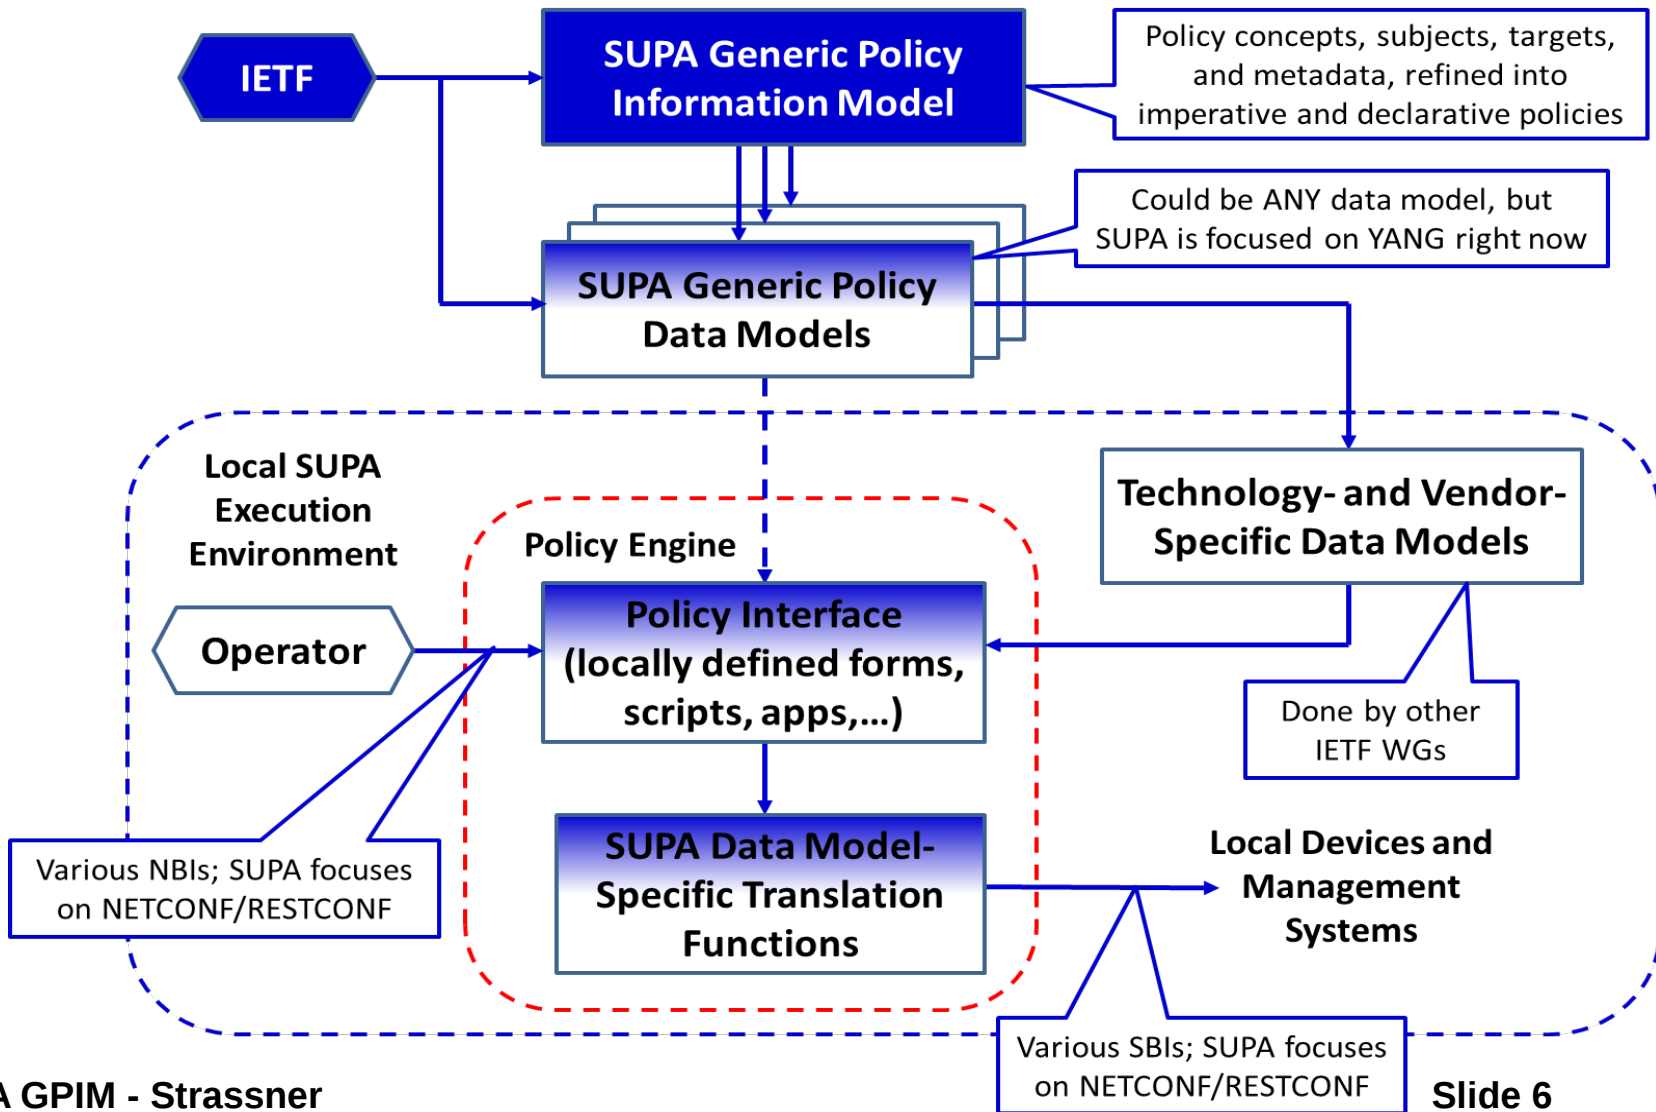 IETF
SUPA Generic Policy
Information Model
Policy concepts, subjects, targets,
and metadata, refined into
imperative and declarative policies
Could be ANY data model, but
SUPA is focused on YANG right now
SUPA Generic Policy
Data Models
Local SUPA
Execution
Environment
Policy Engine
Technology- and Vendor-
Specific Data Models
Operator
Policy Interface
(locally defined forms,
scripts, apps,...)
Done by other
IETF WGs
Various NBIs; SUPA focuses
on NETCONF/RESTCONF
SUPA Data Model-
Specific Translation
Functions
Local Devices and
Management
Systems
Various SBIs; SUPA focuses
on NETCONF/RESTCONF
A GPIM - Strassner
Slide 6